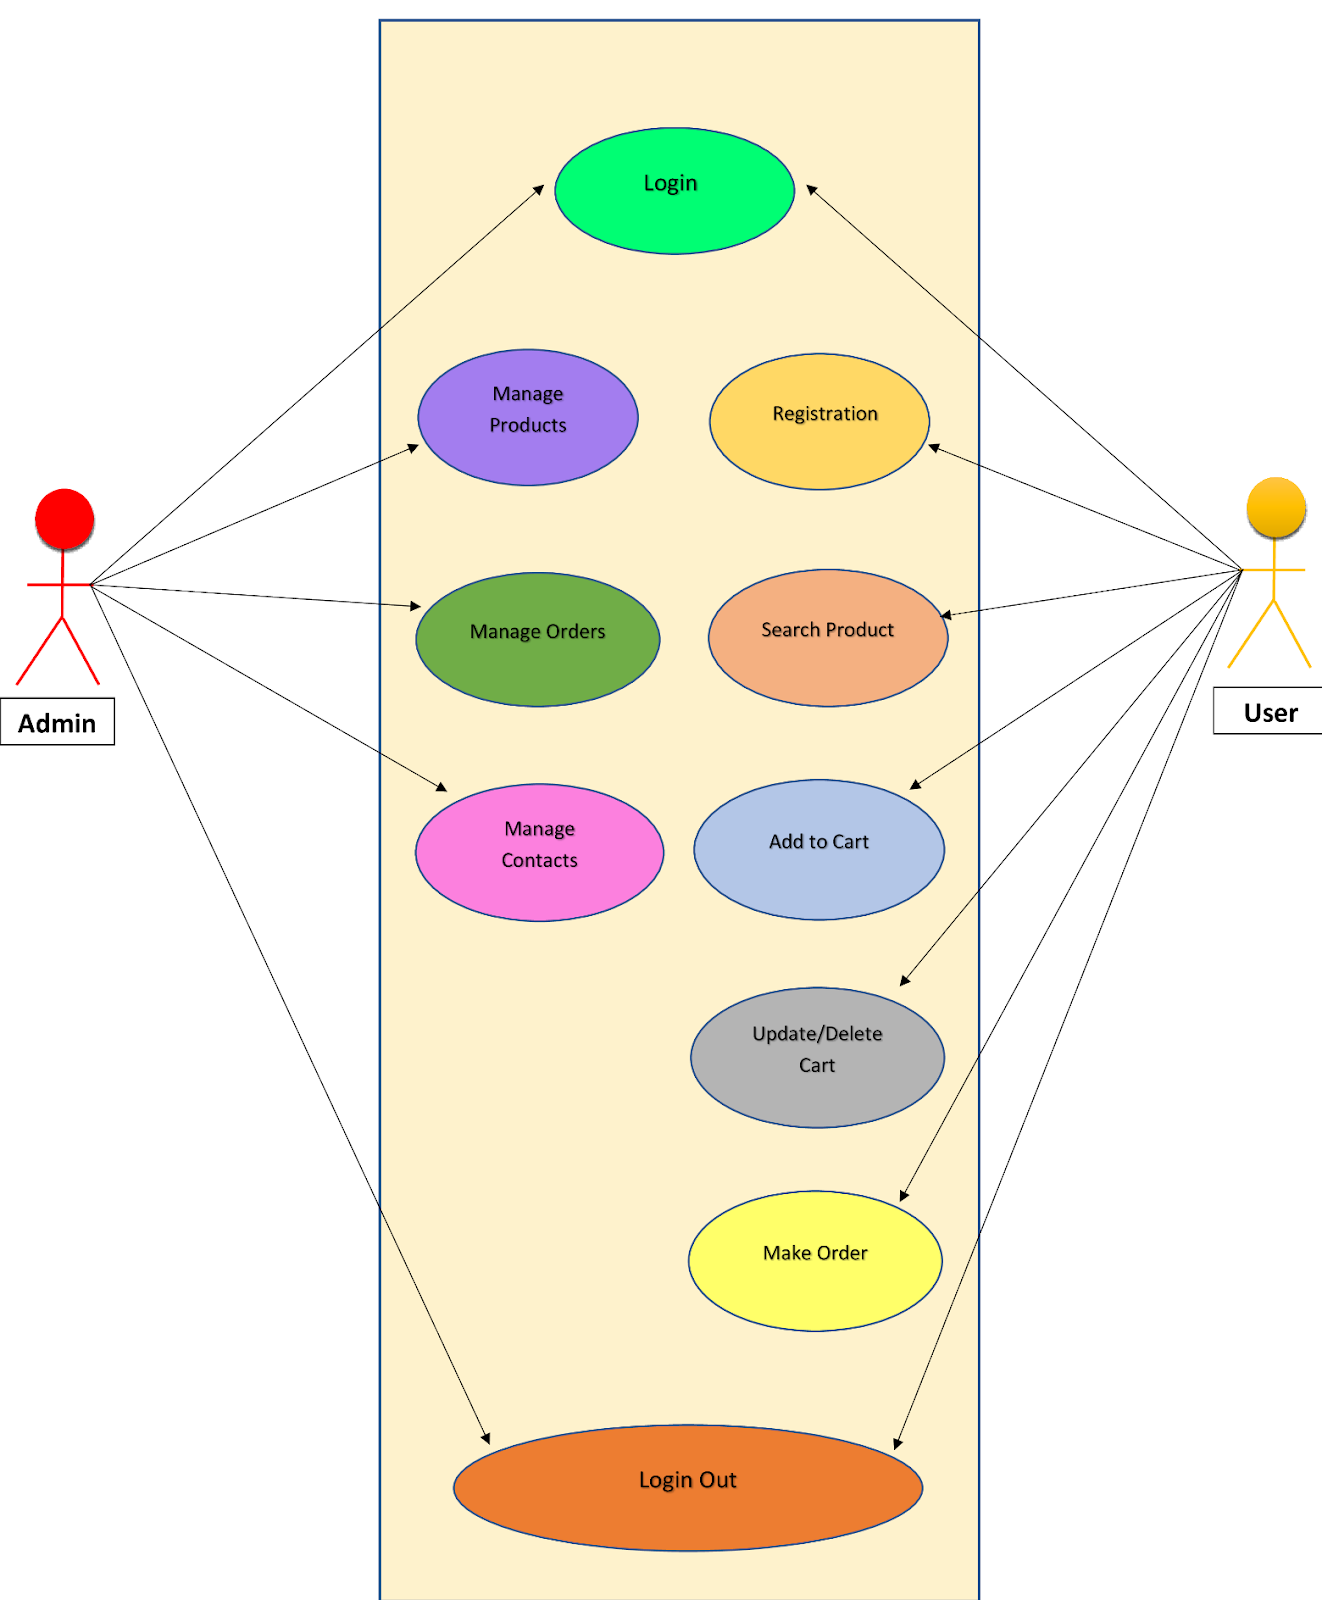 Login
Manage
Products
Registration
Manage Orders
Search Product
Admin
User
Manage
Contacts
Add to Cart
Update/Delete
Cart
Make Order
Login Out